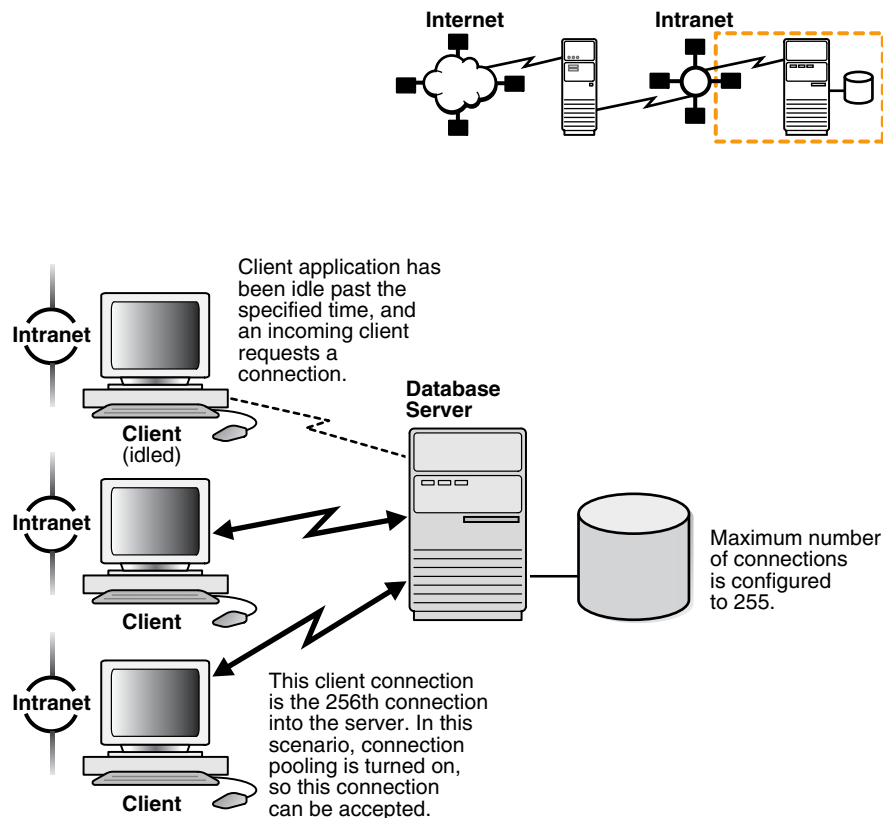 Internet
Intranet
Client application has
been idle past the
specified time, and
an incoming client
requests a
connection.
Intranet
Database
Server
Client
(idled)
Intranet
Client
Maximum number
of connections
is configured
to 255.
Intranet
This client connection
is the 256th connection
into the server. In this
scenario, connection
pooling is turned on,
so this connection
can be accepted.
Client